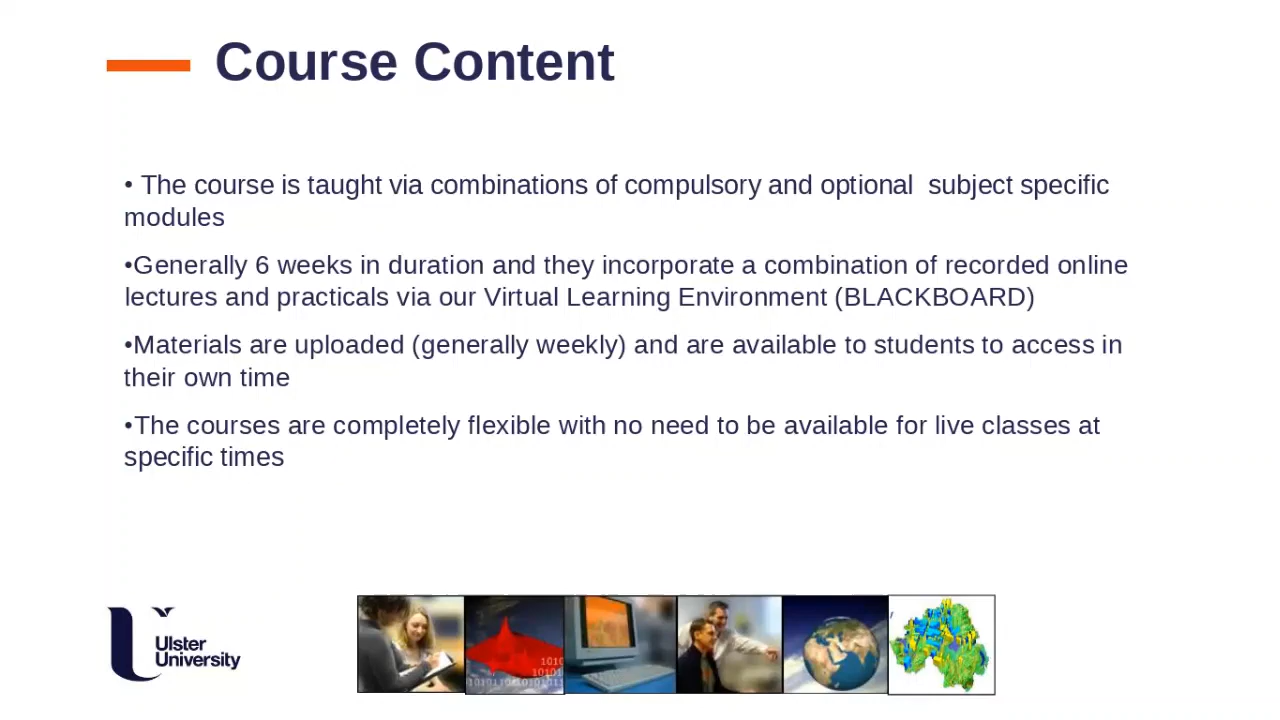 Course Content
• The course is taught via combinations of compulsory and optional  subject specific
modules
•Generally 6 weeks in duration and they incorporate a combination of recorded online
lectures and practicals via our Virtual Learning Environment (BLACKBOARD)
•Materials are uploaded (generally weekly) and are available to students to access in
their own time
•The courses are completely flexible with no need to be available for live classes at
specific times
Ulster
University
1010
10101